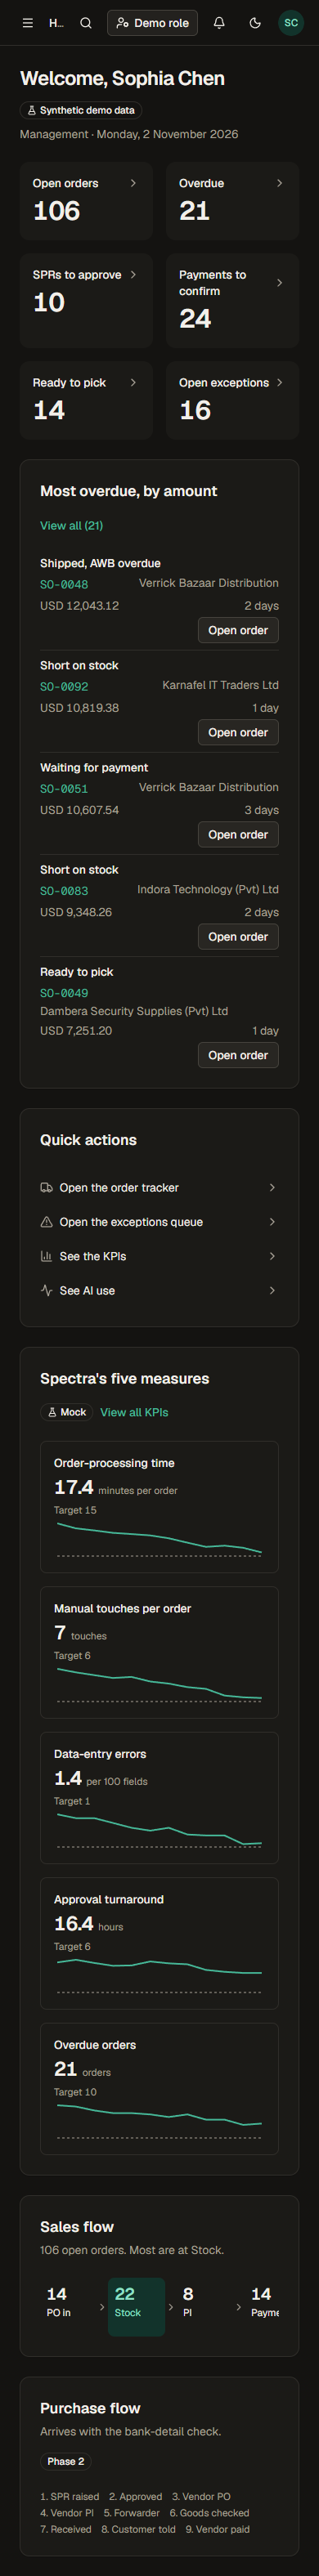 H...
Demo role
SC
Welcome, Sophia Chen
Synthetic demo data
Management · Monday, 2 November 2026
Open orders
106
Overdue
21
SPRs to approve
10
Payments to
confirm
24
Ready to pick
14
Open exceptions
16
Most overdue, by amount
View all (21)
Shipped, AWB overdue
SO-0048 Verrick Bazaar Distribution
USD 12,043.12 2 days
Open order
Short on stock
SO-0092 Karnafel IT Traders Ltd
USD 10,819.38 1 day
Open order
Waiting for payment
SO-0051 Verrick Bazaar Distribution
USD 10,607.54 3 days
Open order
Short on stock
SO-0083 Indora Technology (Pvt) Ltd
USD 9,348.26 2 days
Open order
Ready to pick
SO-0049
Dambera Security Supplies (Pvt) Ltd
USD 7,251.20 1 day
Open order
Quick actions
Open the order tracker
Open the exceptions queue
See the KPIs
See AI use
Spectra's five measures
Mock View all KPIs
Order-processing time
17.4 minutes per order
Target 15
Manual touches per order
7 touches
Target 6
Data-entry errors
1.4 per 100 fields
Target 1
Approval turnaround
16.4 hours
Target 6
Overdue orders
21 orders
Target 10
Sales flow
106 open orders. Most are at Stock.
14 22 8 14
PO in Stock PI Payme
Purchase flow
Arrives with the bank-detail check.
Phase 2
1. SPR raised 2. Approved 3. Vendor PO
4. Vendor PI 5. Forwarder 6. Goods checked
7. Received 8. Customer told 9. Vendor paid